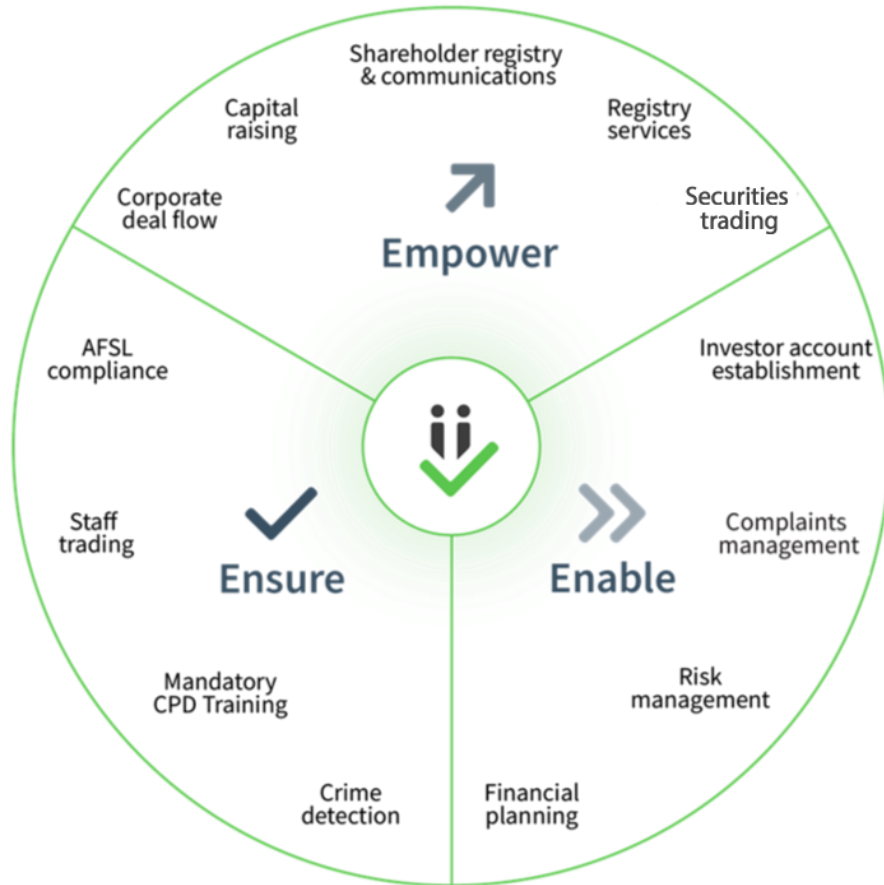 Shareholder registry
& communications
Capital
raising
Registry
services
Corporate
deal flow
Securities
trading
Empower
AFSL
compliance
Investor account
establishment
Staff
trading
Complaints
management
Ensure
Enable
Mandatory
CPD Training
Risk
management
Crime
detection
Financial
planning